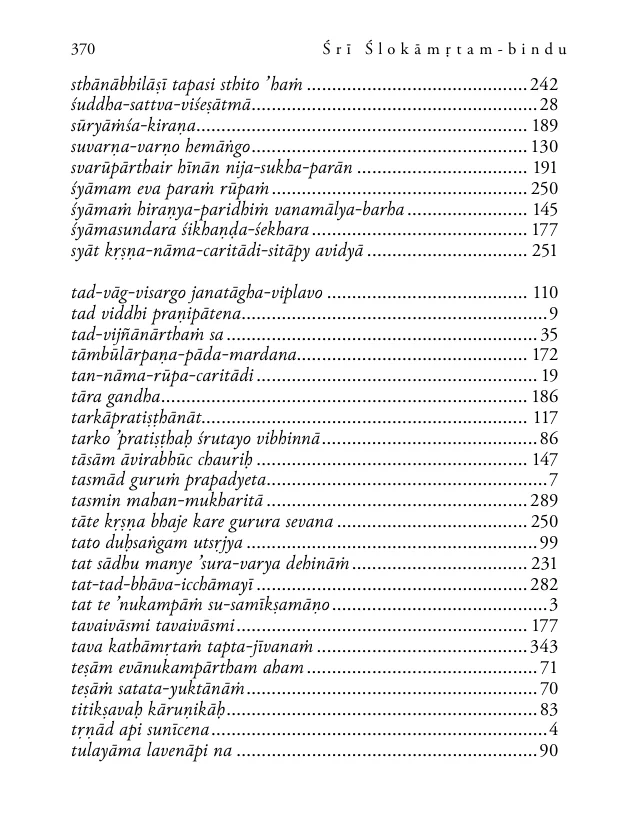 370 Śrī Ślokāmṛtam-bindu
sthānābhilāṣī tapasi sthito ’haṁ ........................................ 242
śuddha-sattva-viśeṣātmā........................................................ 28
sūryāṁśa-kiraṇa................................................................ 189
suvarṇa-varṇo hemāṅgo...................................................... 130
svarūpārthair hīnān nija-sukha-parān .................................. 191
śyāmam eva paraṁ rūpaṁ .................................................. 250
śyāmaṁ hiraṇya-paridhiṁ vanamālya-barha ........................ 145
śyāmasundara śikhaṇḍa-śekhara .......................................... 177
syāt kṛṣṇa-nāma-caritādi-sitāpy avidyā ................................ 251
tad-vāg-visargo janatāgha-viplavo ........................................ 110
tad viddhi praṇipātena............................................................ 9
tad-vijñānārthaṁ sa .............................................................. 35
tāmbūlārpaṇa-pāda-mardana.............................................. 172
tan-nāma-rūpa-caritādi ........................................................ 19
tāra gandha........................................................................ 186
tarkāpratiṣṭhānāt................................................................ 117
tarko ’pratiṣṭhaḥ śrutayo vibhinnā........................................ 86
tāsām āvirabhūc chauriḥ ...................................................... 147
tasmād guruṁ prapadyeta........................................................ 7
tasmin mahan-mukharitā .................................................... 289
tāte kṛṣṇa bhaje kare gurura sevana ...................................... 250
tato duḥsaṅgam utsṛjya .......................................................... 99
tat sādhu manye ’sura-varya dehināṁ .................................. 231
tat-tad-bhāva-icchāmayī ...................................................... 282
tat te ’nukampāṁ su-samīkṣamāṇo .......................................... 3
tavaivāsmi tavaivāsmi .......................................................... 177
tava kathāmṛtaṁ tapta-jīvanaṁ .......................................... 343
teṣām evānukampārtham aham .............................................. 71
teṣāṁ satata-yuktānāṁ.......................................................... 70
titikṣavaḥ kāruṇikāḥ.............................................................. 83
tṛṇād api sunīcena .................................................................. 4
tulayāma lavenāpi na ............................................................ 90